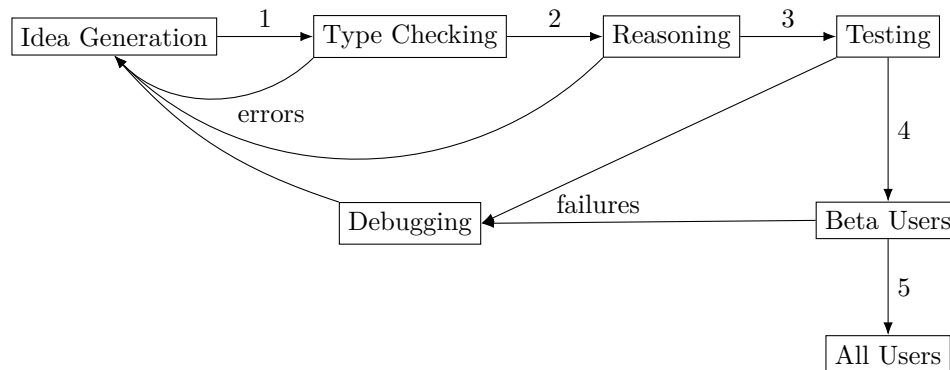 Idea Generation
1
Type Checking
2
Reasoning
3
Testing
errors
4
Debugging
failures
Beta Users
5
All Users